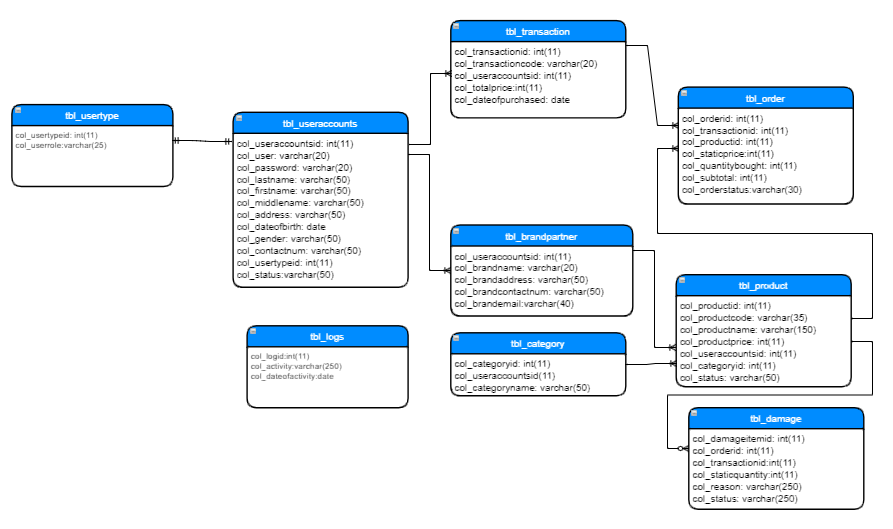 tbl_usertype
col_usertypeid: int(11)
col_userrole:varchar(25)
tbl_useraccounts
col_useraccountsid: int(11)
col_user: varchar(20)
col_password: varchar(20)
col_lastname: varchar(50)
col_firstname: varchar(50)
col_middlename: varchar(50)
col_address: varchar(50)
col_dateofbirth: date
col_gender: varchar(50)
col_contactnum: varchar(50)
col_usertypeid: int(11)
col_status:varchar(50)
tbl_logs
col_logid:int(11)
col_activity:varchar(250)
col_dateofactivity:date
tbl_transaction
col_transactionid: int(11)
col_transactioncode: varchar(20)
col_useraccountsid: int(11)
col_totalprice:int(11)
col_dateofpurchased: date
tbl_brandpartner
col_useraccountsid: int(11)
col_brandname: varchar(20)
col_brandaddress: varchar(50)
col_brandcontactnum: varchar(50)
col_brandemail:varchar(40)
tbl_category
col_categoryid: int(11)
col_useraccountsid(11)
col_categoryname: varchar(50)
tbl_order
col_orderid: int(11)
col_transactionid: int(11)
col_productid: int(11)
col_staticprice:int(11)
col_quantitybought: int(11)
col_subtotal: int(11)
col_orderstatus:varchar(30)
tbl_product
col_productid: int(11)
col_productcode: varchar(35)
col_productname: varchar(150)
col_productprice: int(11)
col_useraccountsid: int(11)
col_categoryid: int(11)
col_status: varchar(50)
tbl_damage
col_damageitemid: int(11)
col_orderid: int(11)
col_transactionid:int(11)
col_staticquantity:int(11)
col_reason: varchar(250)
col_status: varchar(250)